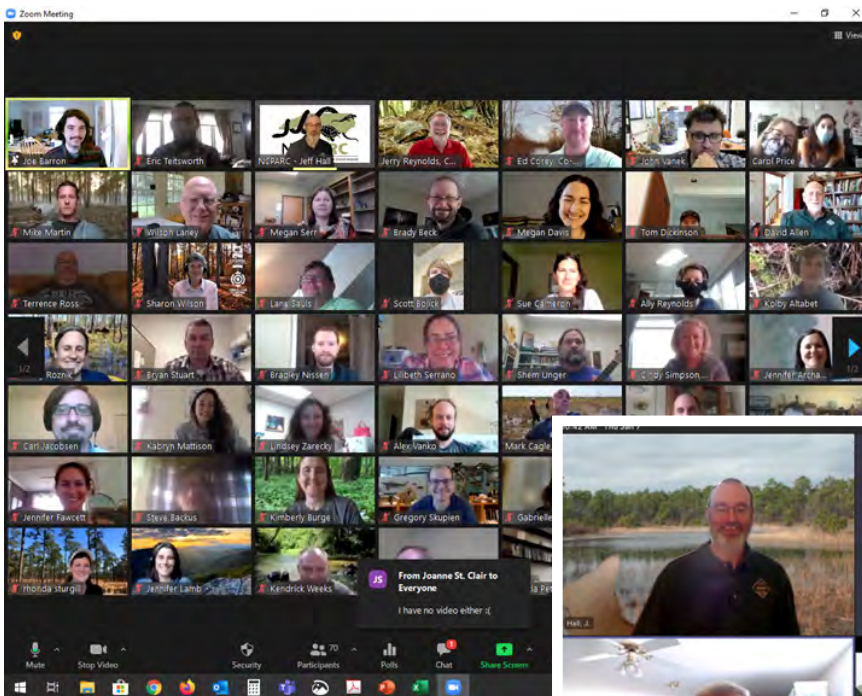 Zoom Meeting
View
Joe Barron
Eric Teitsworth
NCPARC - Jeff Hall
Jerry Reynolds, C...
Ed Corey, Co-...
John Vanek
Carol Price
Mike Martin
Wilson Laney
Megan Serr
Brady Beck
Megan Davis
Tom Dickinson
David Allen
Terrence Ross
Sharon Wilson
Lane Sauls
Scott Bolick
Sue Cameron
Ally Reynolds
Kolby Altabet
1/2
Roznik
Bryan Stuart
Bradley Nissen
Lilibeth Serrano
Shem Unger
Cindy Simpson,...
Jennifer Archa...
1/2
Carl Jacobsen
Kabryn Mattison
Lindsey Zarecky
Alex Vanko
Mark Cagle,
Jennifer Fawcett
Steve Backus
Kimberly Burge
Gregory Skupien
Gabrielle
rhonda sturgill
Jennifer Lamb
Kendrick Weeks
JS
From Joanne St. Clair to
Everyone
I have no video either :(
Hall, J.
Mute
Stop Video
Security
70
Participants
Polls
1
Chat
Share Screen